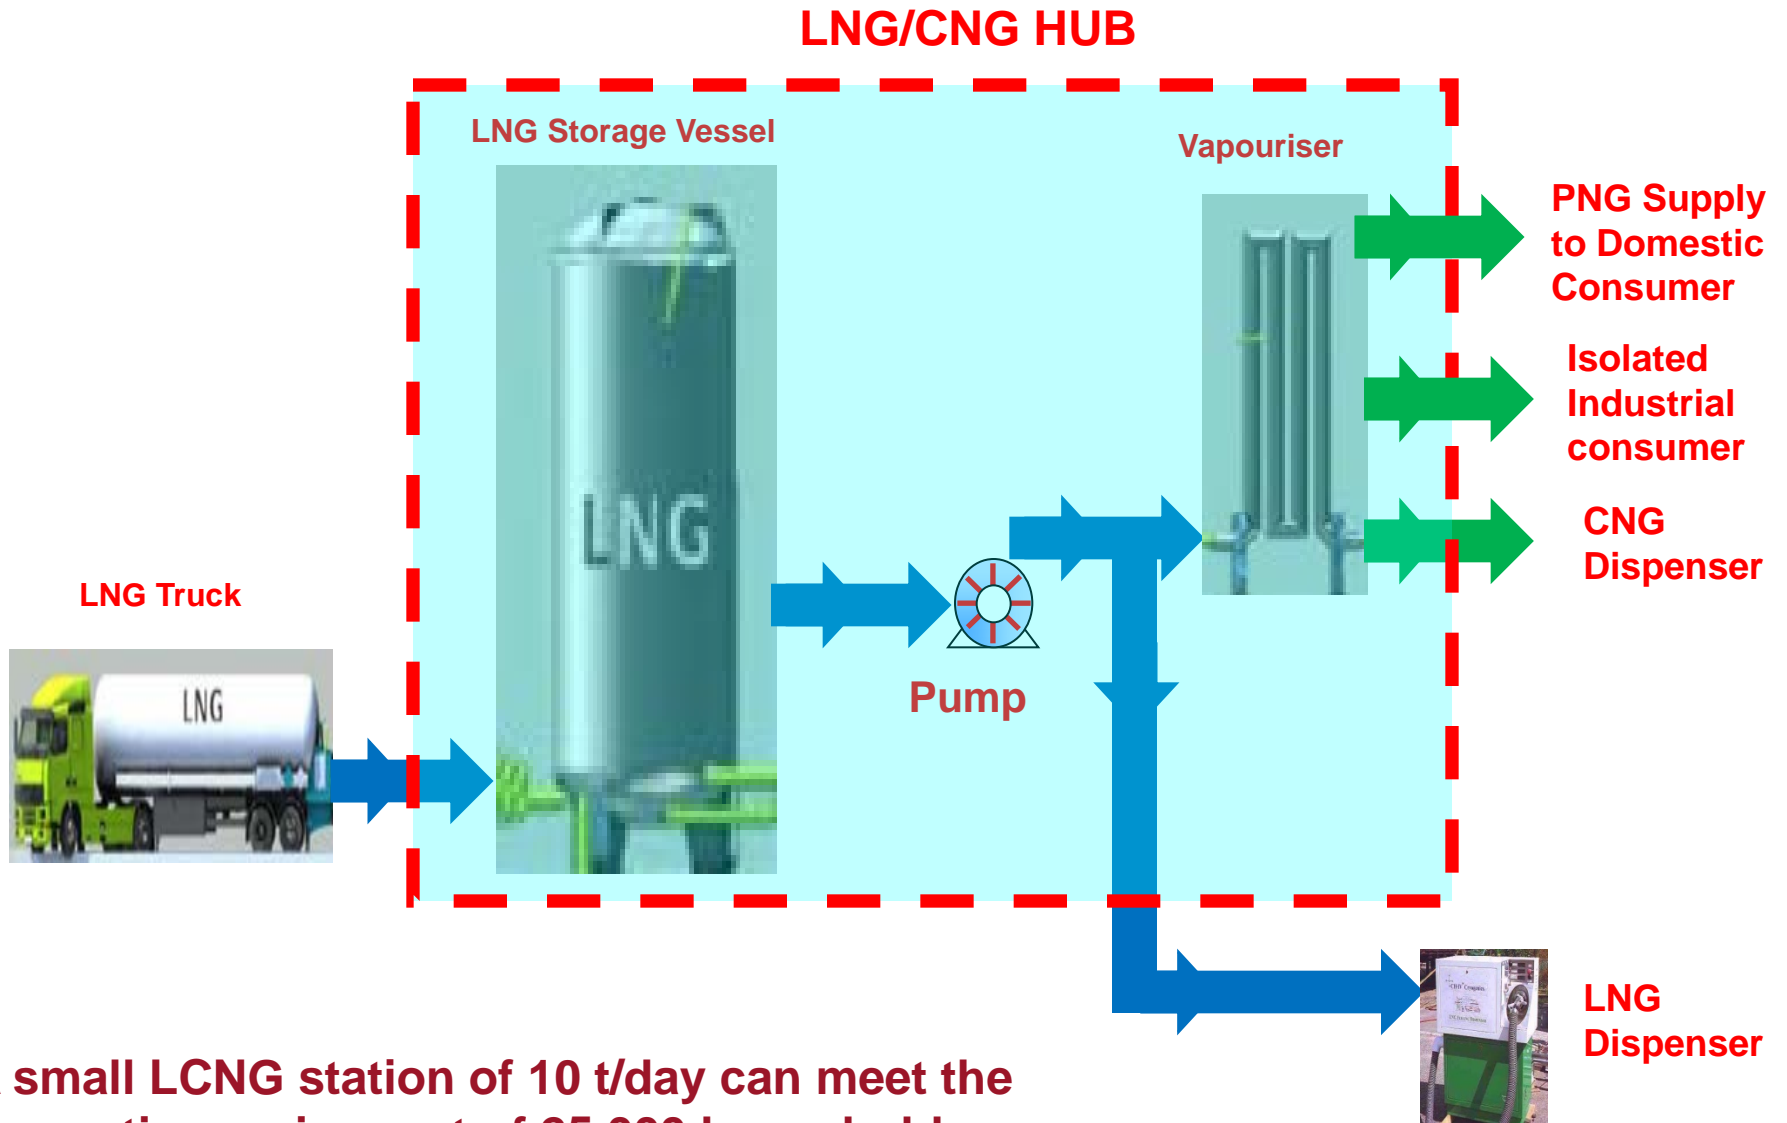 LNG/CNG HUB
LNG Storage Vessel
Vapouriser
PNG Supply
to Domestic
Consumer
Isolated
Industrial
consumer
CNG
Dispenser
LNG
LNG Truck
LNG
Pump
LNG
Dispenser
small LCNG station of 10 t/day can meet the